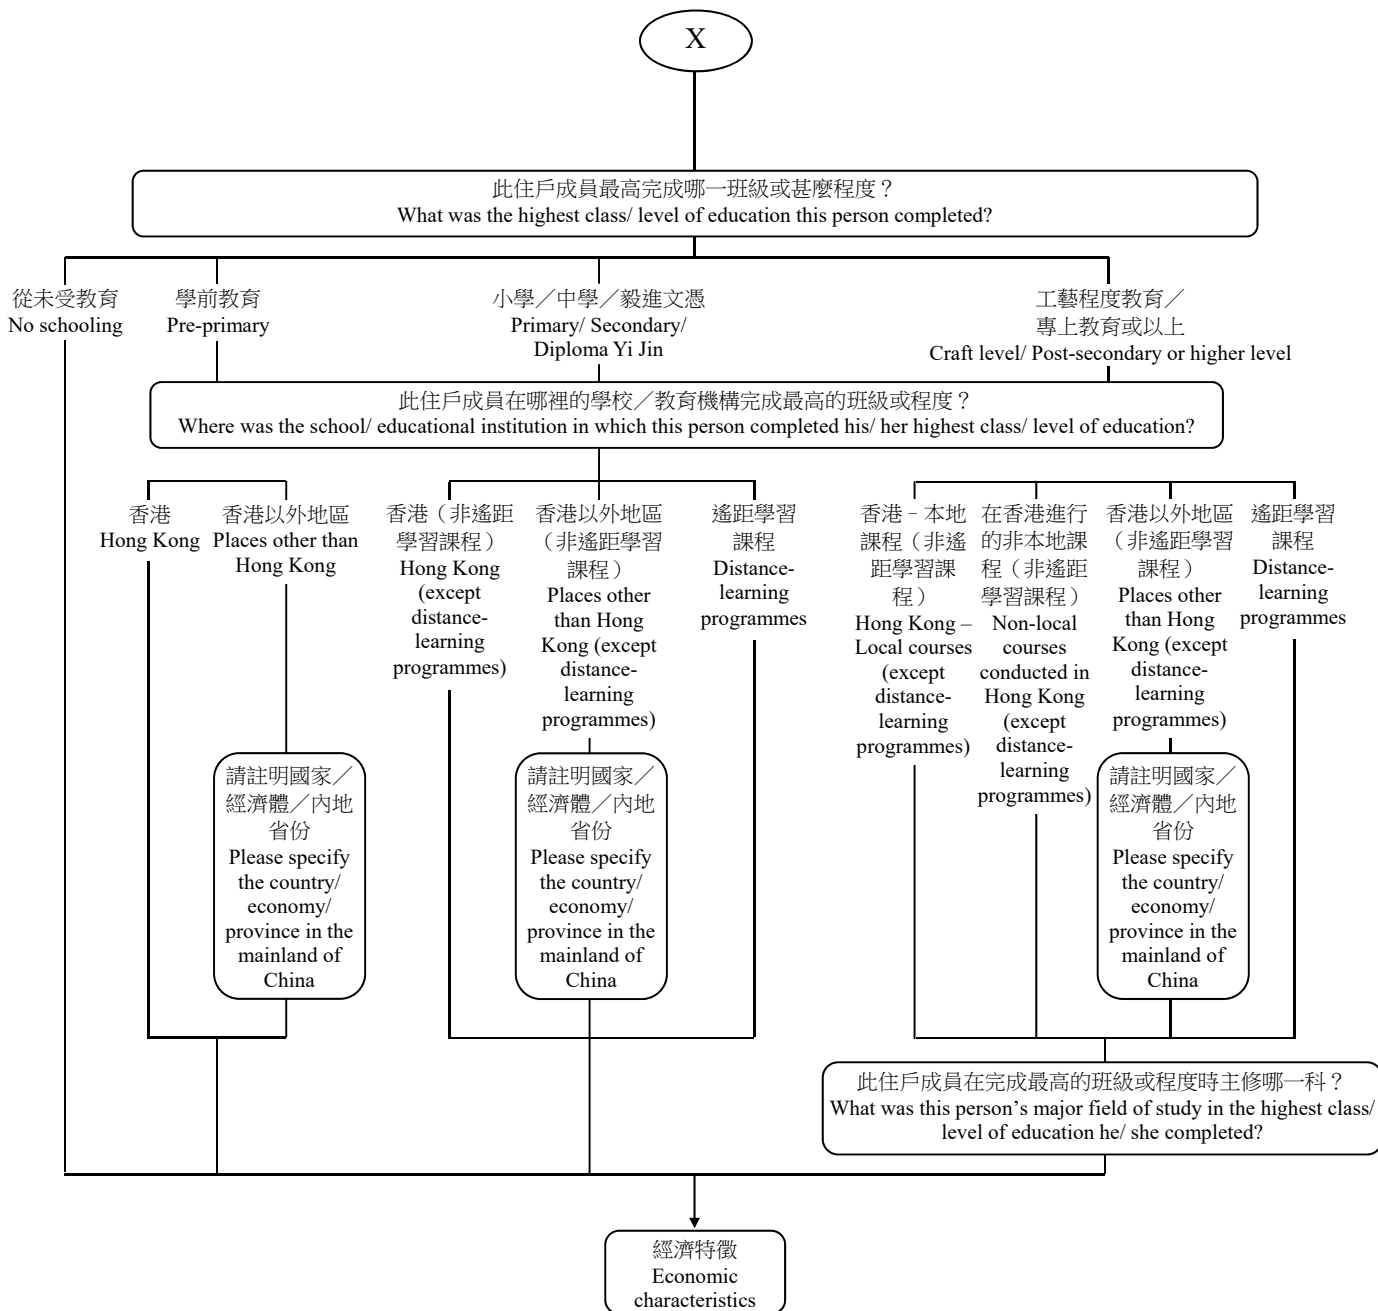 X
此住戶成員最高完成哪一班級或甚麼程度？
What was the highest class/ level of education this person completed?
從未受教育
No schooling
學前教育
Pre-primary
小學／中學／毅進文憑
Primary/ Secondary/
Diploma Yi Jin
工藝程度教育／
專上教育或以上
Craft level/ Post-secondary or higher level
此住戶成員在哪裡的學校／教育機構完成最高的班級或程度？
Where was the school/ educational institution in which this person completed his/ her highest class/ level of education?
香港
Hong Kong
香港以外地區
Places other than
Hong Kong
香港（非遙距
學習課程）
Hong Kong
(except
distance-
learning
programmes)
香港以外地區
（非遙距學習
課程）
Places other
than Hong
Kong (except
distance-
learning
programmes)
遙距學習
課程
Distance-
learning
programmes
香港－本地
課程（非遙
距學習課
程）
Hong Kong –
Local courses
(except
distance-
learning
programmes)
在香港進行
的非本地課
程（非遙距
學習課程）
Non-local
courses
conducted in
Hong Kong
(except
distance-
learning
programmes)
香港以外地區
（非遙距學習
課程）
Places other
than Hong
Kong (except
distance-
learning
programmes)
遙距學習
課程
Distance-
learning
programmes
請註明國家／
經濟體／內地
省份
Please specify
the country/
economy/
province in the
mainland of
China
請註明國家／
經濟體／內地
省份
Please specify
the country/
economy/
province in the
mainland of
China
請註明國家／
經濟體／內地
省份
Please specify
the country/
economy/
province in the
mainland of
China
此住戶成員在完成最高的班級或程度時主修哪一科？
What was this person’s major field of study in the highest class/
level of education he/ she completed?
經濟特徵
Economic
characteristics